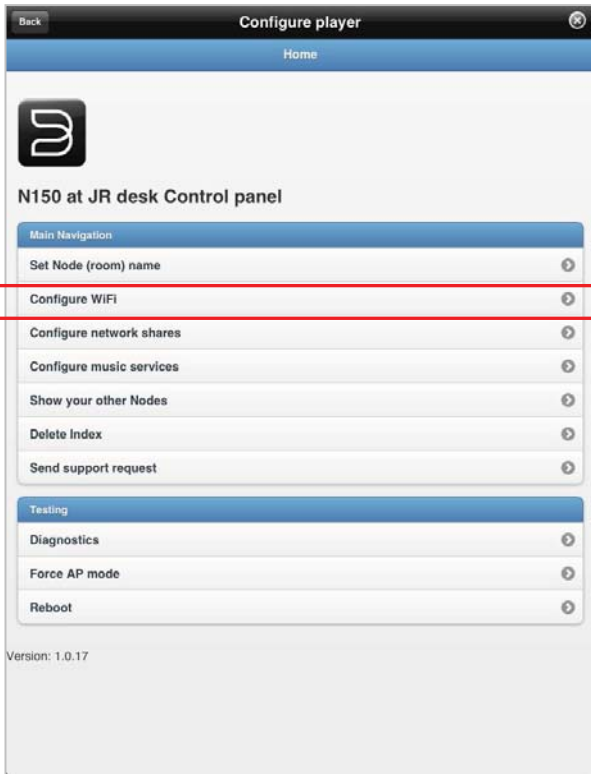 Back
Configure player
Home
N150 at JR desk Control panel
Main Navigation
Set Node (room) name
Configure WiFi
Configure network shares
Configure music services
Show your other Nodes
Delete Index
Send support request
Testing
Diagnostics
Force AP mode
Reboot
Version: 1.0.17